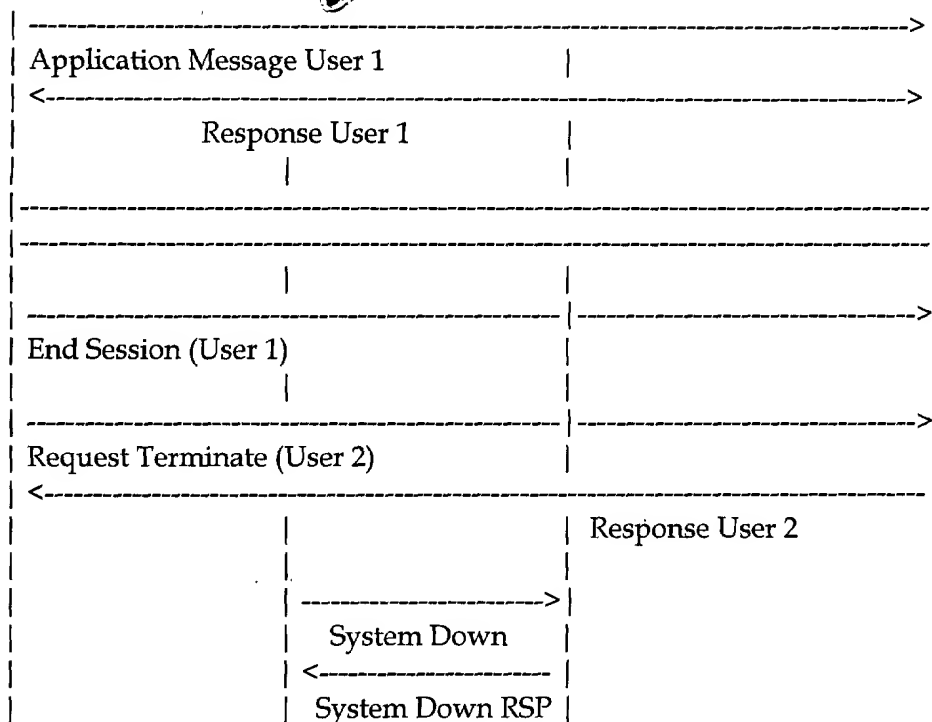 Application Message User 1
Response User 1
End Session (User 1)
Request Terminate (User 2)
Response User 2
System Down
System Down RSP